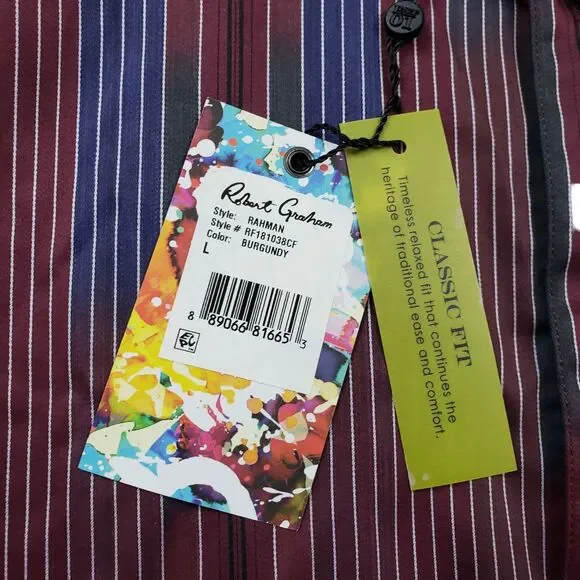 Robert Graham
Style: RAHMAN
Style # RF181038CF
Color: BURGUNDY
L
8 89066 81665 3
CLASSIC FIT
Timeless relaxed fit that continues the
heritage of traditional ease and comfort.
01